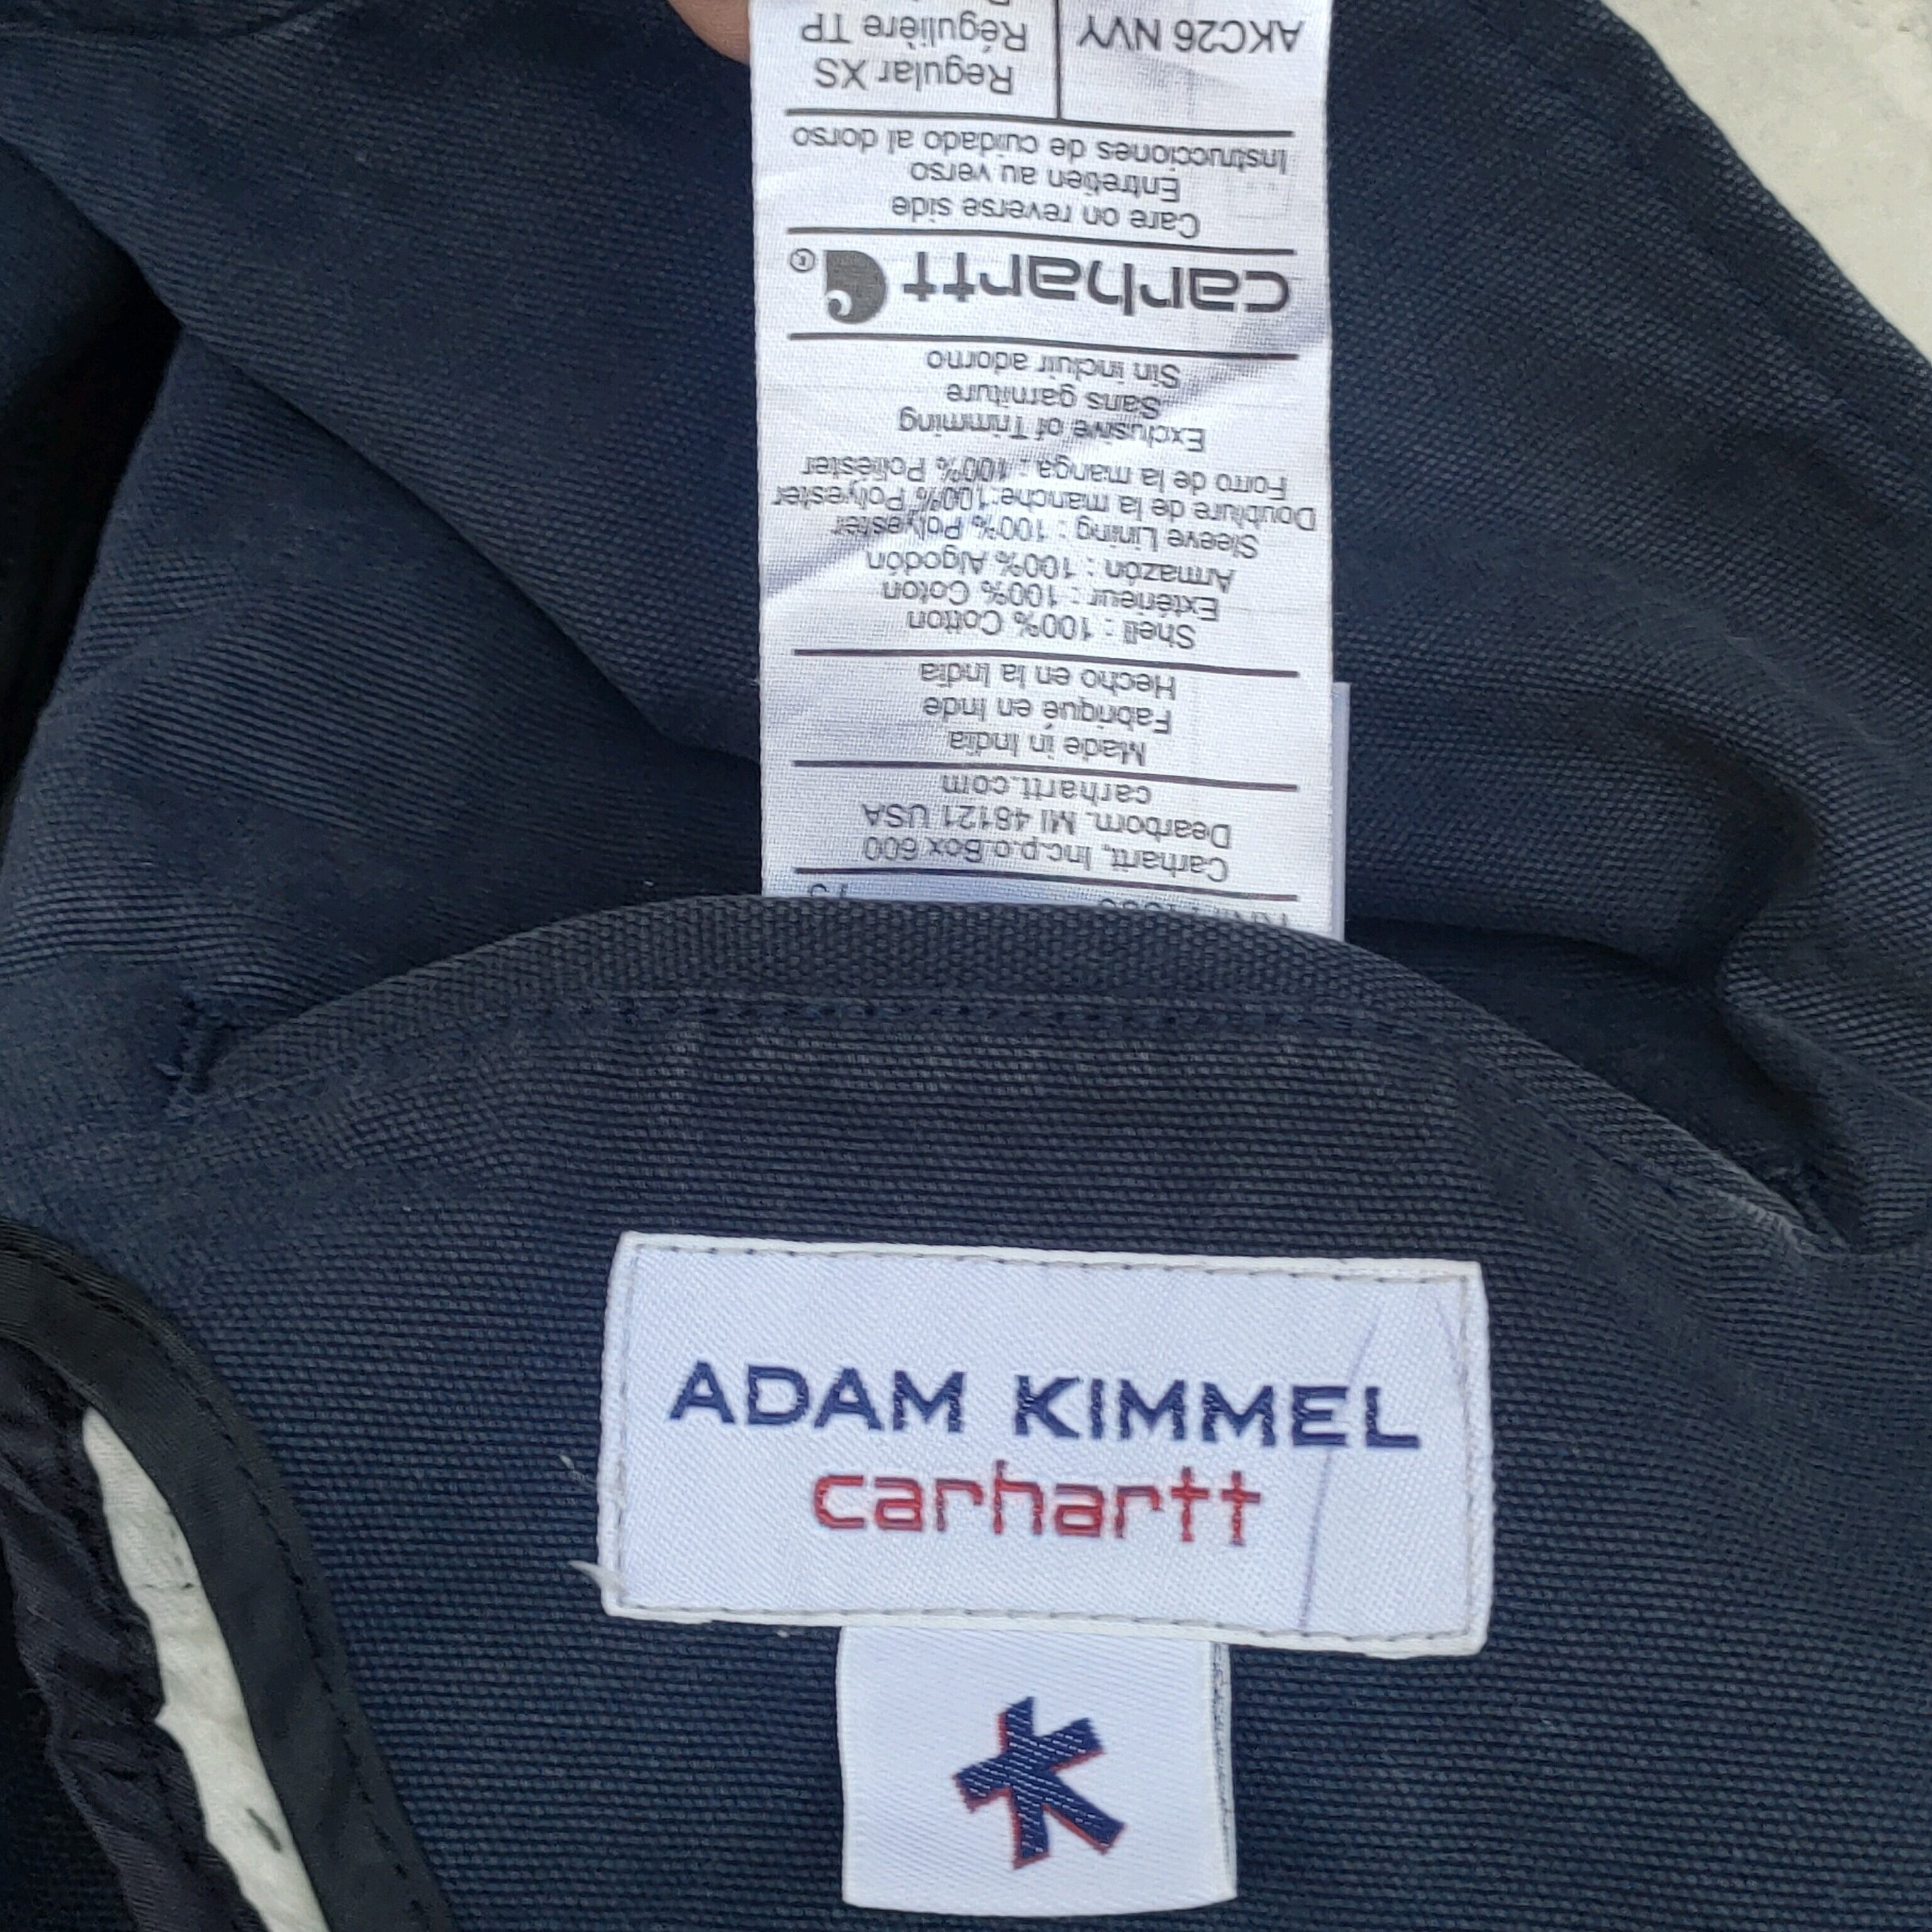 AKC26 NVY
Regular XS
Régulière TP
Care on reverse side
Entretien au verso
Instrucciones de cuidado al dorso
carhartt ®
Exclusive of Trimming
Sans garniture
Sin incluir adorno
Shell : 100% Cotton
Extérieur : 100% Coton
Armazón : 100% Algodón
Sleeve Lining : 100% Polyester
Doublure de la manche:100% Polyester
Forro de la manga : 100% Poliéster
Made in India
Fabriqué en Inde
Hecho en la India
Carhartt, Inc.p.o.Box 600
Dearborn. MI 48121 USA
carhartt.com
ADAM KIMMEL
carhartt
K